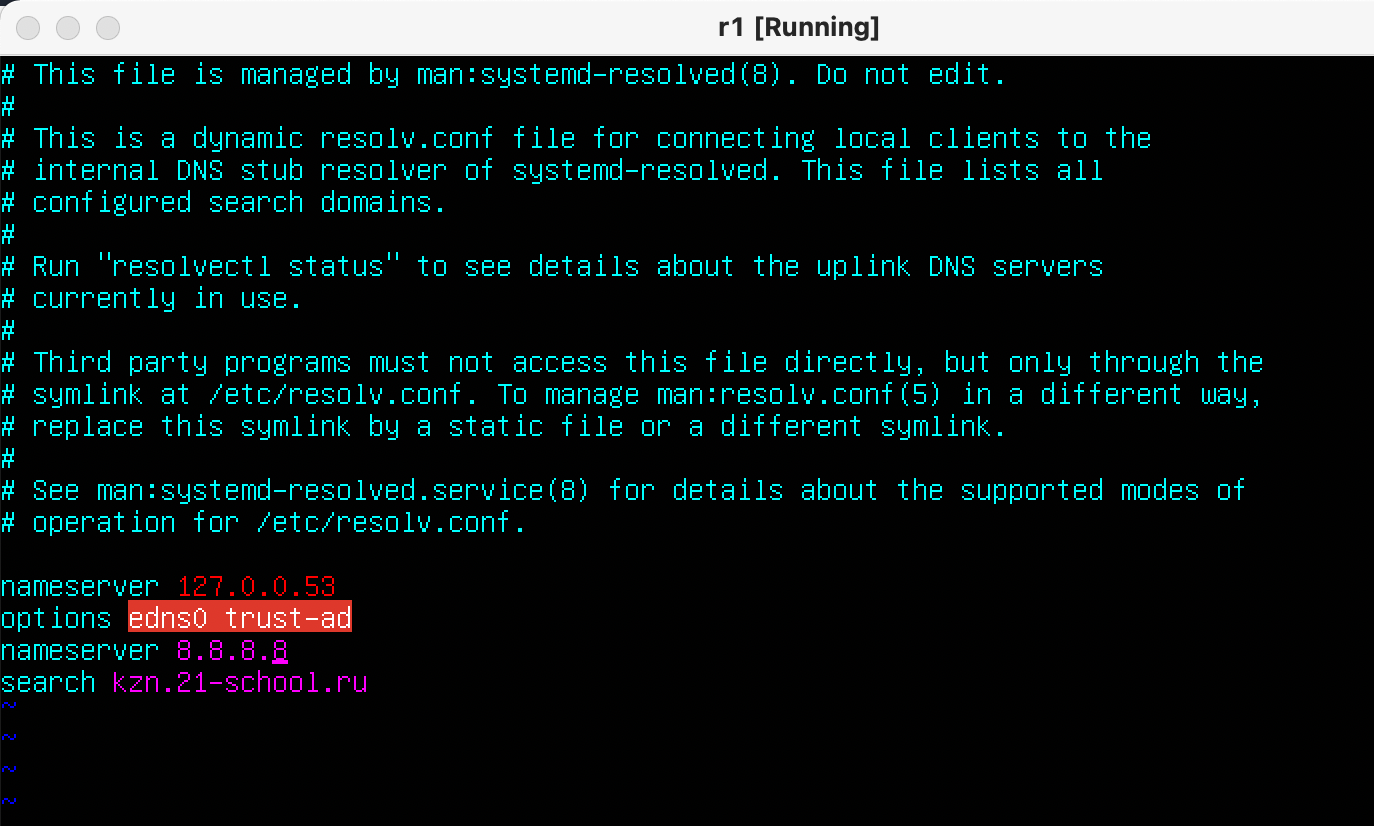 r1 [Running]
# This file is managed by man:systemd-resolved(8). Do not edit.
#
# This is a dynamic resolv.conf file for connecting local clients to the
# internal DNS stub resolver of systemd-resolved. This file lists all
# configured search domains.
#
# Run "resolvectl status" to see details about the uplink DNS servers
# currently in use.
#
# Third party programs must not access this file directly, but only through the
# symlink at /etc/resolv.conf. To manage man:resolv.conf(5) in a different way,
# replace this symlink by a static file or a different symlink.
#
# See man:systemd-resolved.service(8) for details about the supported modes of
# operation for /etc/resolv.conf.

nameserver 127.0.0.53
options edns0 trust-ad
nameserver 8.8.8.8
search kzn.21-school.ru
~
~
~
~